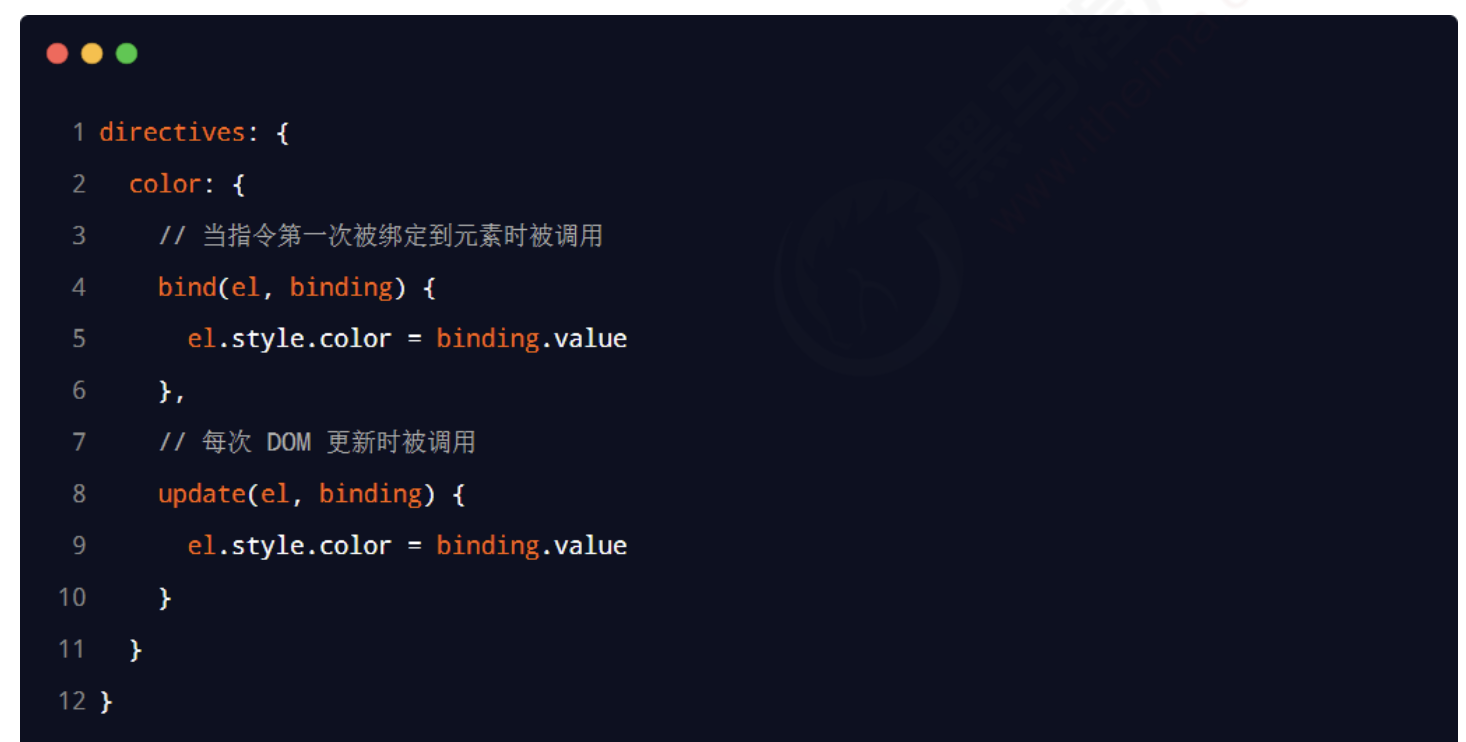 1 directives: {
2   color: {
3     // 当指令第一次被绑定到元素时被调用
4     bind(el, binding) {
5       el.style.color = binding.value
6     },
7     // 每次 DOM 更新时被调用
8     update(el, binding) {
9       el.style.color = binding.value
10     }
11   }
12 }